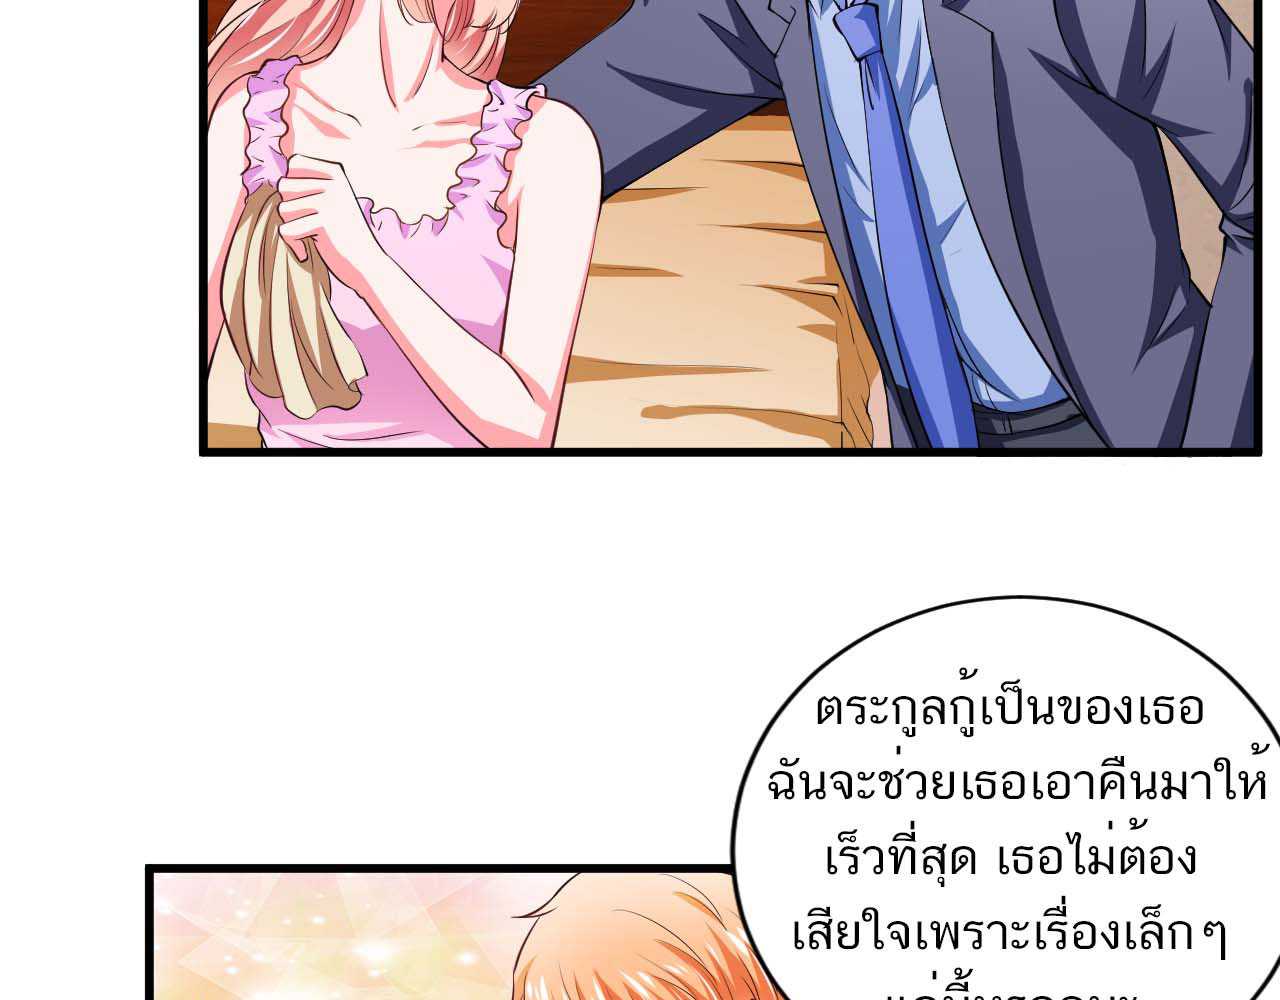 ตระกูลกู้เป็นของเธอ
ฉันจะช่วยเธอเอาคืนมาให้
เร็วที่สุด เธอไม่ต้อง
เสียใจเพราะเรื่องเล็กๆ